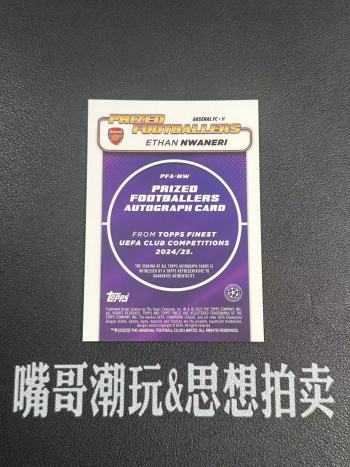 PRIZED
FOOTBALLERS
ARSENAL FC • M
ETHAN NWANERI
PFA-NW
PRIZED
FOOTBALLERS
AUTOGRAPH CARD
FROM TOPPS FINEST
UEFA CLUB COMPETITIONS
2024/25.
THE SIGNING OF ALL TOPPS AUTOGRAPH CARDS IS
WITNESSED BY A TOPPS REPRESENTATIVE TO
GUARANTEE AUTHENTICITY.
Topps
嘴哥潮玩&思想拍卖